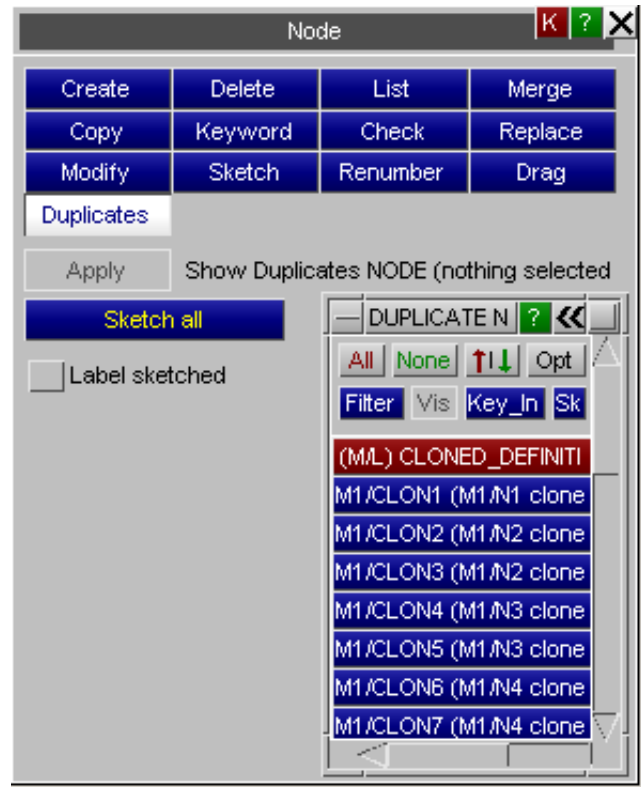 Node K ? X
Create Delete List Merge
Copy Keyword Check Replace
Modify Sketch Renumber Drag
Duplicates
Apply Show Duplicates NODE (nothing selected
Sketch all
Label sketched
DUPLICATE N ?
All None Opt
Filter Vis Key_In Sk
(M/L) CLONED_DEFINITI
M1/CLON1 (M1/N1 clone
M1/CLON2 (M1/N2 clone
M1/CLON3 (M1/N2 clone
M1/CLON4 (M1/N3 clone
M1/CLON5 (M1/N3 clone
M1/CLON6 (M1/N4 clone
M1/CLON7 (M1/N4 clone